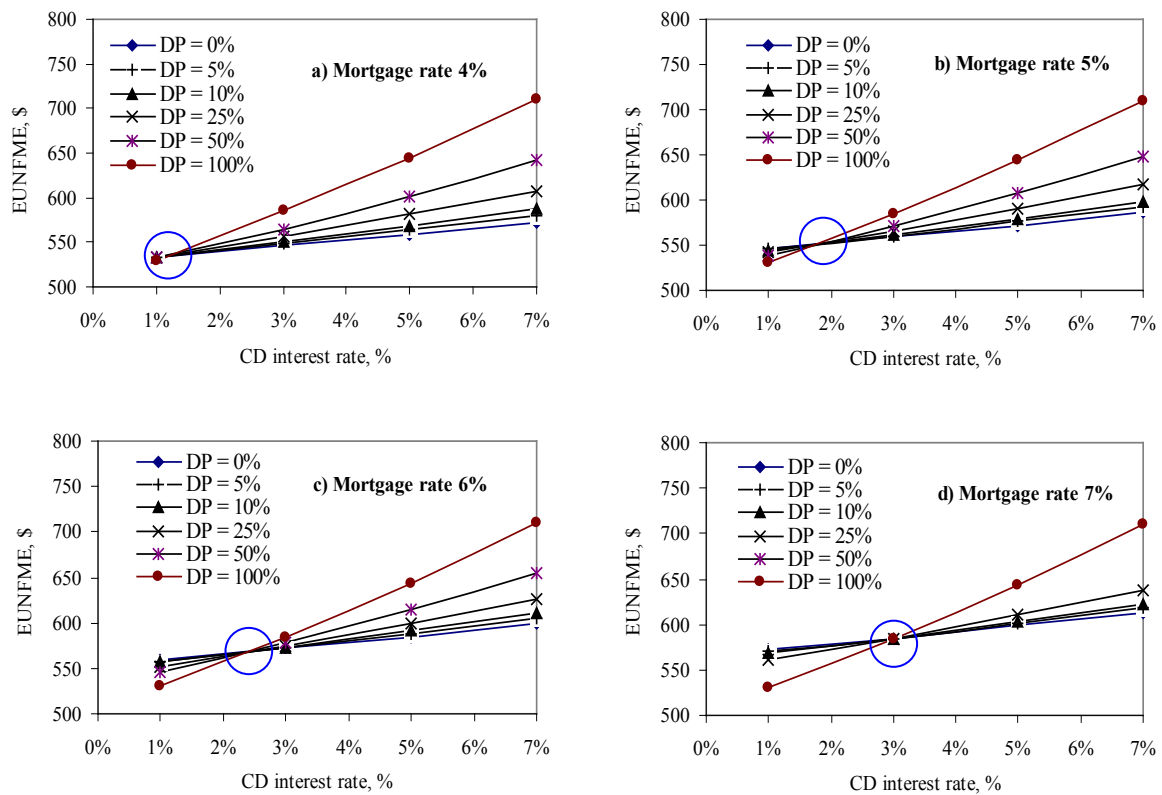 a) Mortgage rate 4%
EUNFME, $
800
750
700
650
600
550
500
DP = 0%
DP = 5%
DP = 10%
DP = 25%
DP = 50%
DP = 100%
0% 1% 2% 3% 4% 5% 6% 7%
CD interest rate, %
b) Mortgage rate 5%
EUNFME, $
800
750
700
650
600
550
500
DP = 0%
DP = 5%
DP = 10%
DP = 25%
DP = 50%
DP = 100%
0% 1% 2% 3% 4% 5% 6% 7%
CD interest rate, %
c) Mortgage rate 6%
EUNFME, $
800
750
700
650
600
550
500
DP = 0%
DP = 5%
DP = 10%
DP = 25%
DP = 50%
DP = 100%
0% 1% 2% 3% 4% 5% 6% 7%
CD interest rate, %
d) Mortgage rate 7%
EUNFME, $
800
750
700
650
600
550
500
DP = 0%
DP = 5%
DP = 10%
DP = 25%
DP = 50%
DP = 100%
0% 1% 2% 3% 4% 5% 6% 7%
CD interest rate, %